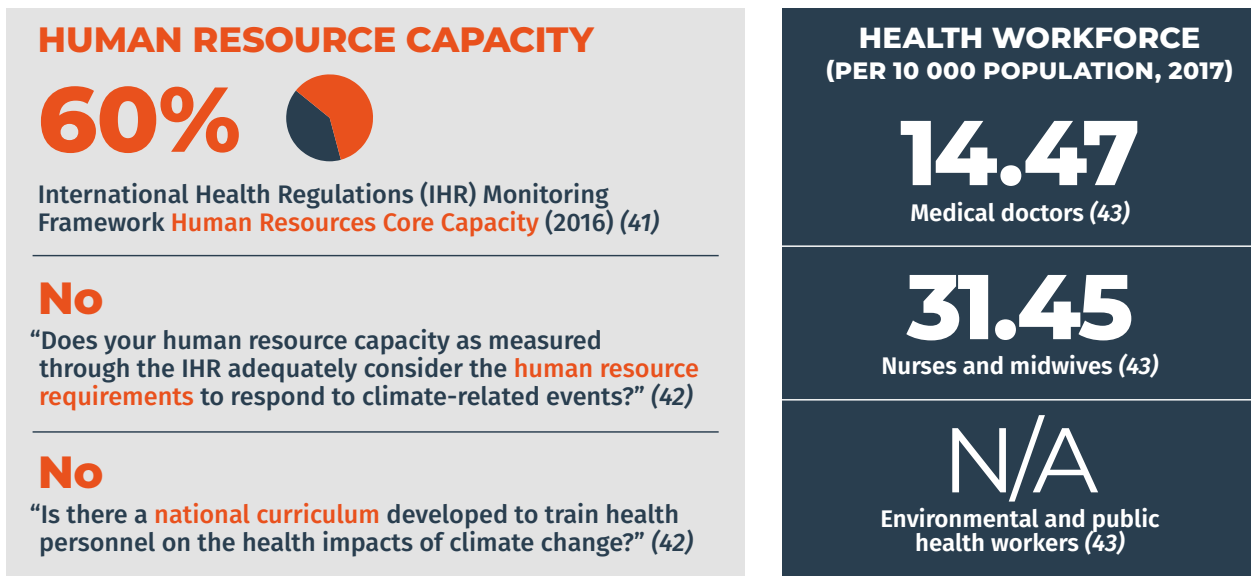 HUMAN RESOURCE CAPACITY
60%
International Health Regulations (IHR) Monitoring
Framework Human Resources Core Capacity (2016) (41)
No
“Does your human resource capacity as measured
through the IHR adequately consider the human resource
requirements to respond to climate-related events?” (42)
No
“Is there a national curriculum developed to train health
personnel on the health impacts of climate change?” (42)
HEALTH WORKFORCE
(PER 10 000 POPULATION, 2017)
14.47
Medical doctors (43)
31.45
Nurses and midwives (43)
N/A
Environmental and public
health workers (43)